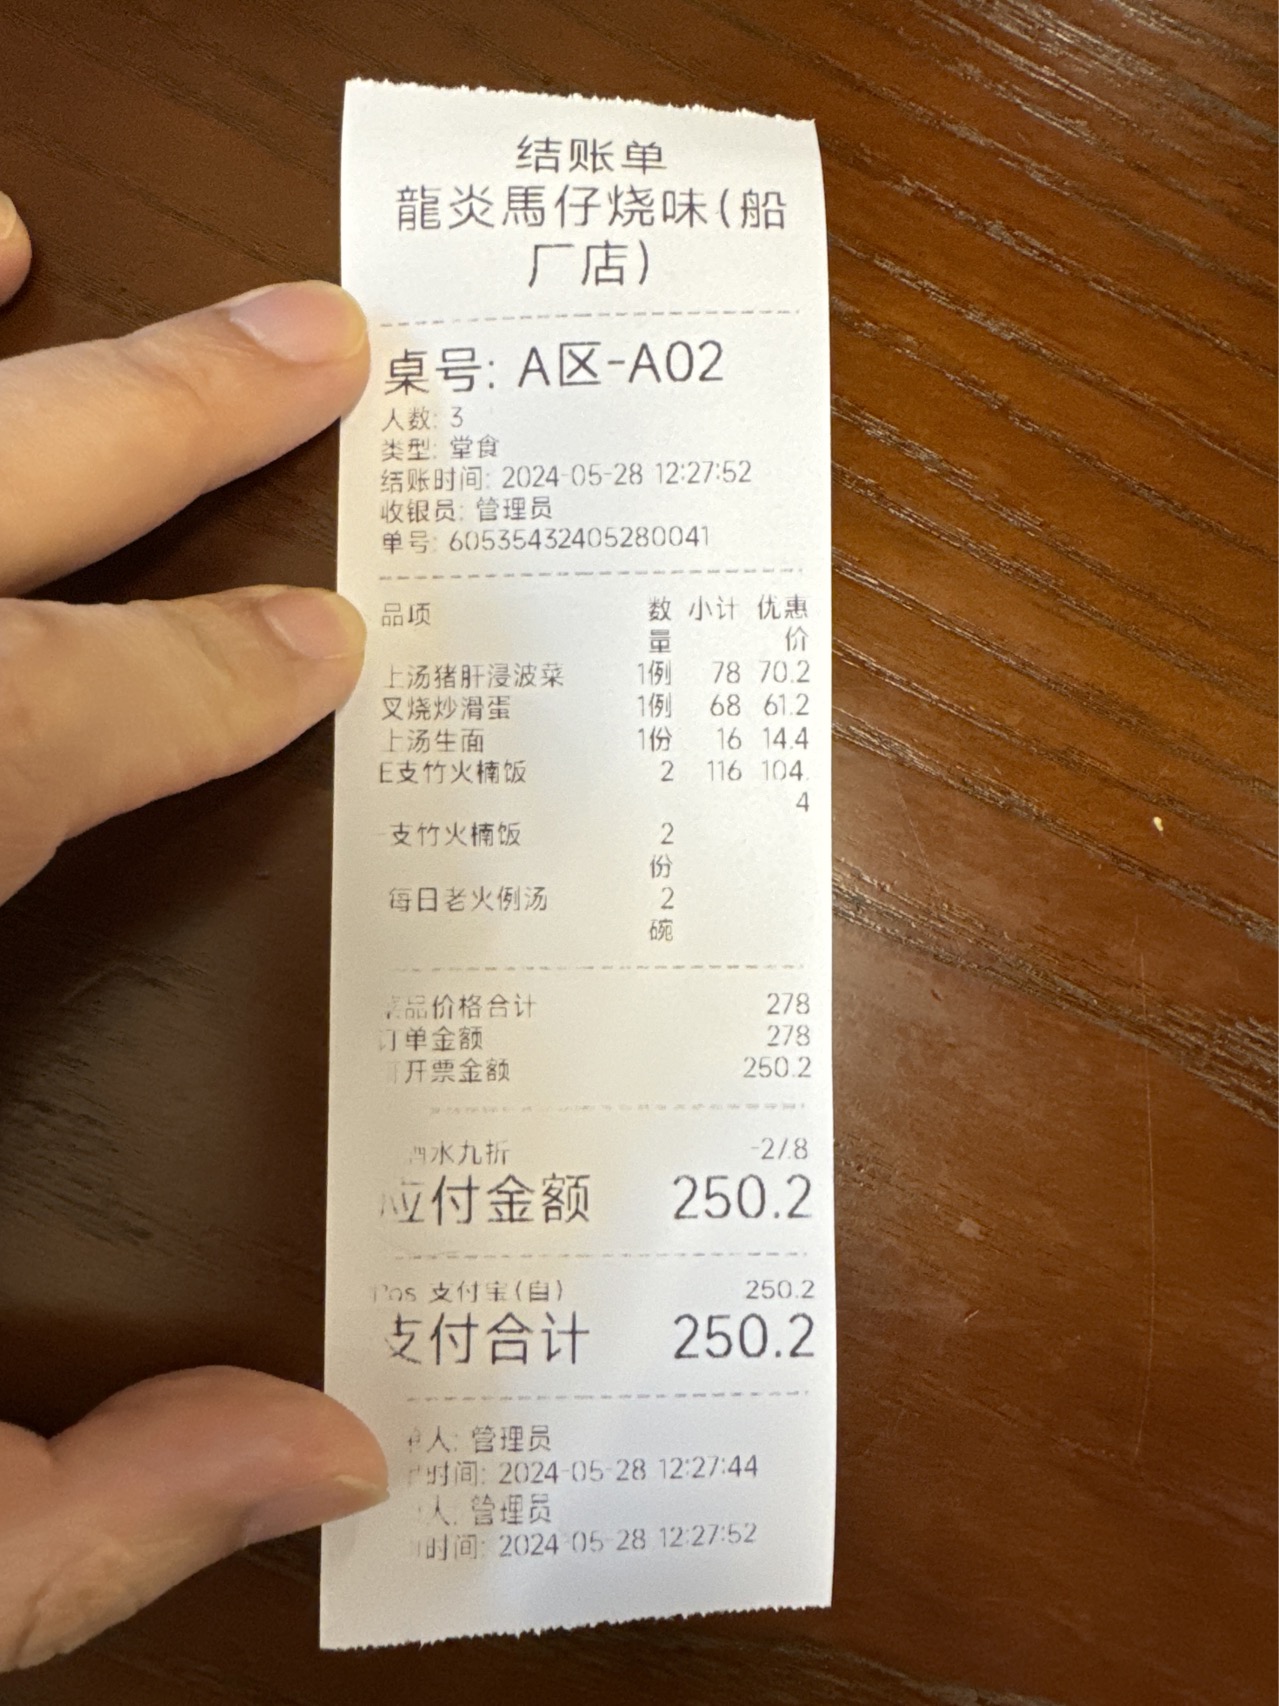 结账单
龍炎馬仔烧味(船
厂店)
桌号: A区-A02
人数: 3
类型: 堂食
结账时间: 2024-05-28 12:27:52
收银员: 管理员
单号: 60535432405280041
品项 数 小计 优惠
量 价
上汤猪肝浸波菜 1例 78 70.2
叉烧炒滑蛋 1例 68 61.2
上汤生面 1份 16 14.4
E支竹火楠饭 2 116 104.
4
支竹火楠饭 2
份
每日老火例汤 2
碗
品价格合计 278
订单金额 278
开票金额 250.2
酒水九折 -27.8
应付金额 250.2
Pos 支付宝(自) 250.2
支付合计 250.2
人: 管理员
时间: 2024-05-28 12:27:44
人: 管理员
时间: 2024-05-28 12:27:52